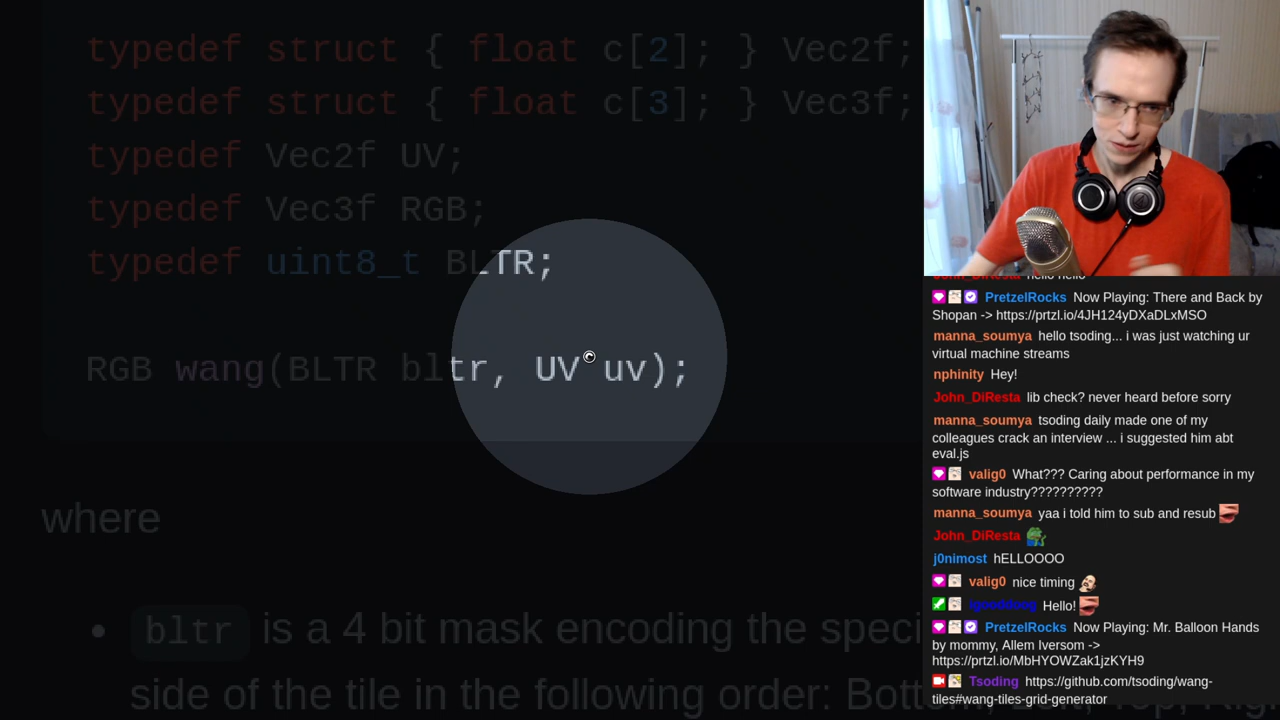 typedef struct { float c[2]; } Vec2f;
typedef struct { float c[3]; } Vec3f;
typedef Vec2f UV;
typedef Vec3f RGB;
typedef uint8_t BLTR;
RGB wang(BLTR bltr, UV uv);
where
• bltr is a 4 bit mask encoding the speci
side of the tile in the following order:
John_DiResta hello hello
PretzelRocks Now Playing: There and Back by
Shopan -> https://prtzl.io/4JH124yDXaDLxMSO
manna_soumya hello tsoding... i was just watching ur
virtual machine streams
nphinity Hey!
John_DiResta lib check? never heard before sorry
manna_soumya tsoding daily made one of my
colleagues crack an interview ... i suggested him abt
eval.js
valig0 What??? Caring about performance in my
software industry??????????
manna_soumya yaa i told him to sub and resub
John_DiResta
j0nimost hELLOOOO
valig0 nice timing
Hello!
PretzelRocks Now Playing: Mr. Balloon Hands
by mommy, Allem Iversom ->
https://prtzl.io/MbHYOWZak1jzKYH9
Tsoding https://github.com/tsoding/wang-
tiles#wang-tiles-grid-generator